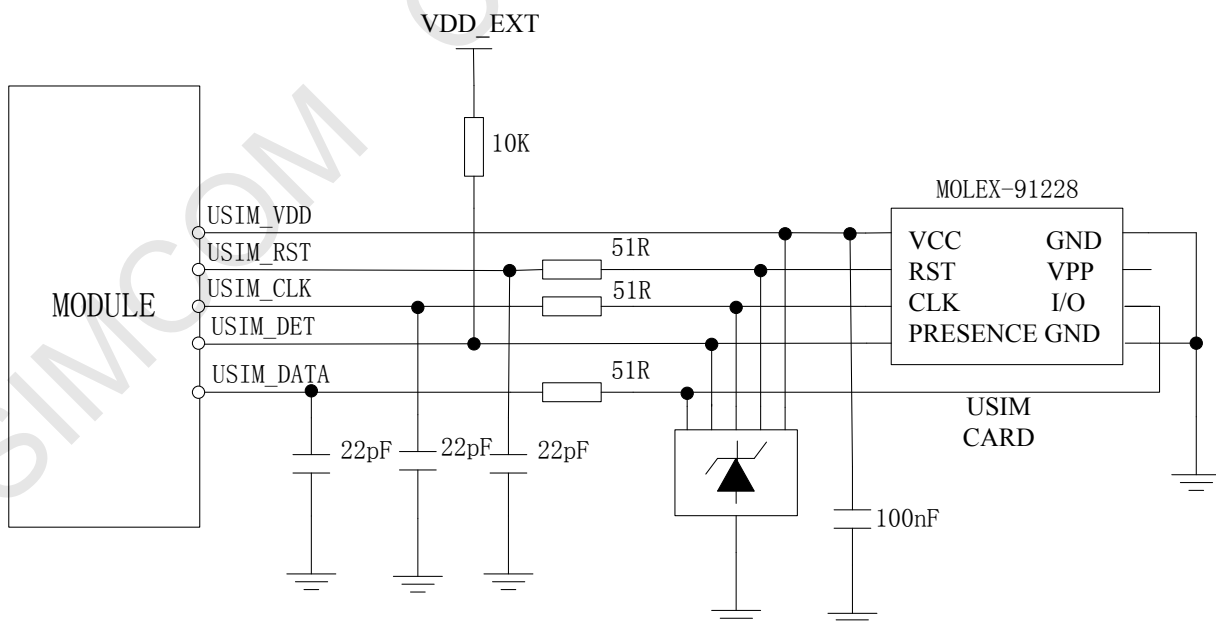 VDD_EXT
10K
MOLEX-91228
USIM_VDD
USIM_RST
USIM_CLK
USIM_DET
USIM_DATA
MODULE
51R
51R
51R
VCC GND
RST VPP
CLK I/O
PRESENCE GND
USIM
CARD
22pF
22pF
22pF
100nF
SIMCOM